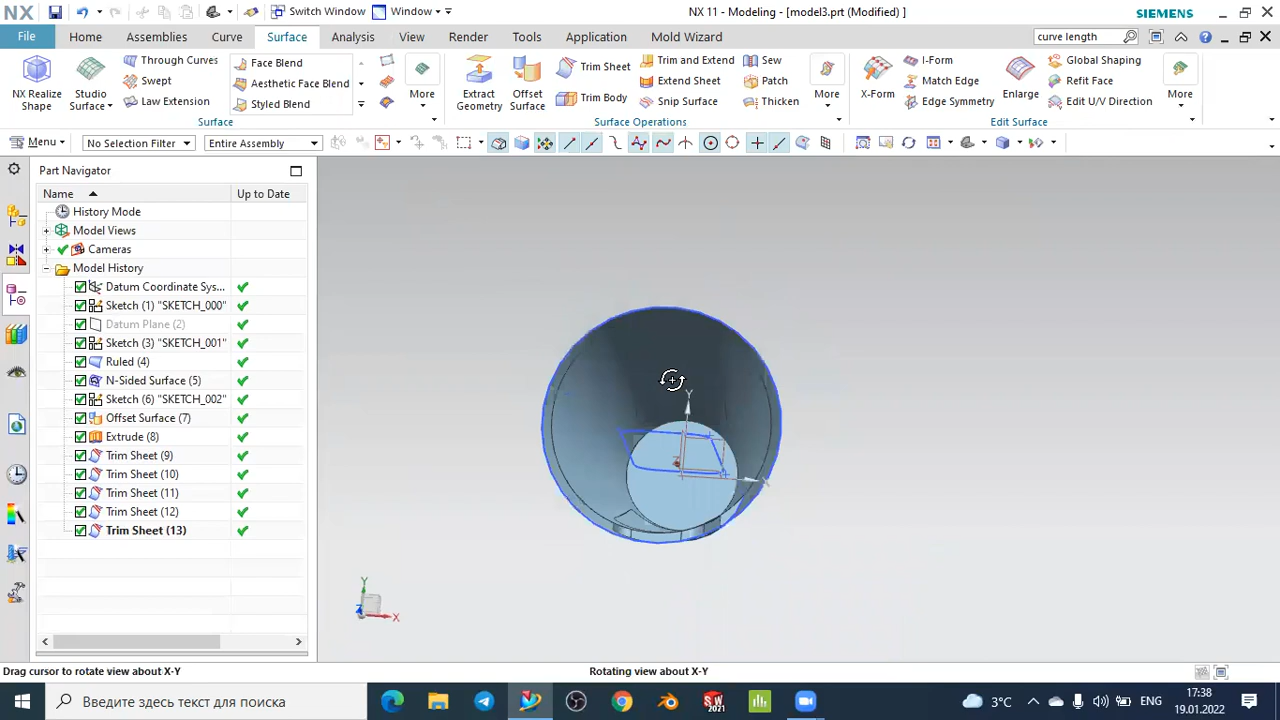 NX
Switch Window
Window
NX 11 - Modeling - [model3.prt (Modified) ]
SIEMENS
File
Home
Assemblies
Curve
Surface
Analysis
View
Render
Tools
Application
Mold Wizard
curve length
NX Realize Shape
Studio Surface
Through Curves
Swept
Law Extension
Face Blend
Aesthetic Face Blend
Styled Blend
More
Surface
Extract Geometry
Offset Surface
Trim Sheet
Trim Body
Trim and Extend
Extend Sheet
Snip Surface
Sew
Patch
Thicken
More
Surface Operations
X-Form
I-Form
Match Edge
Edge Symmetry
Enlarge
Global Shaping
Refit Face
Edit U/V Direction
More
Edit Surface
Menu
No Selection Filter
Entire Assembly
Part Navigator
Name
Up to Date
History Mode
Model Views
Cameras
Model History
Datum Coordinate Sys...
Sketch (1) "SKETCH_000"
Datum Plane (2)
Sketch (3) "SKETCH_001"
Ruled (4)
N-Sided Surface (5)
Sketch (6) "SKETCH_002"
Offset Surface (7)
Extrude (8)
Trim Sheet (9)
Trim Sheet (10)
Trim Sheet (11)
Trim Sheet (12)
Trim Sheet (13)
Y
X
Y
Z
X
Drag cursor to rotate view about X-Y
Rotating view about X-Y
Введите здесь текст для поиска
SW
2021
3°C
ENG
17:38
19.01.2022